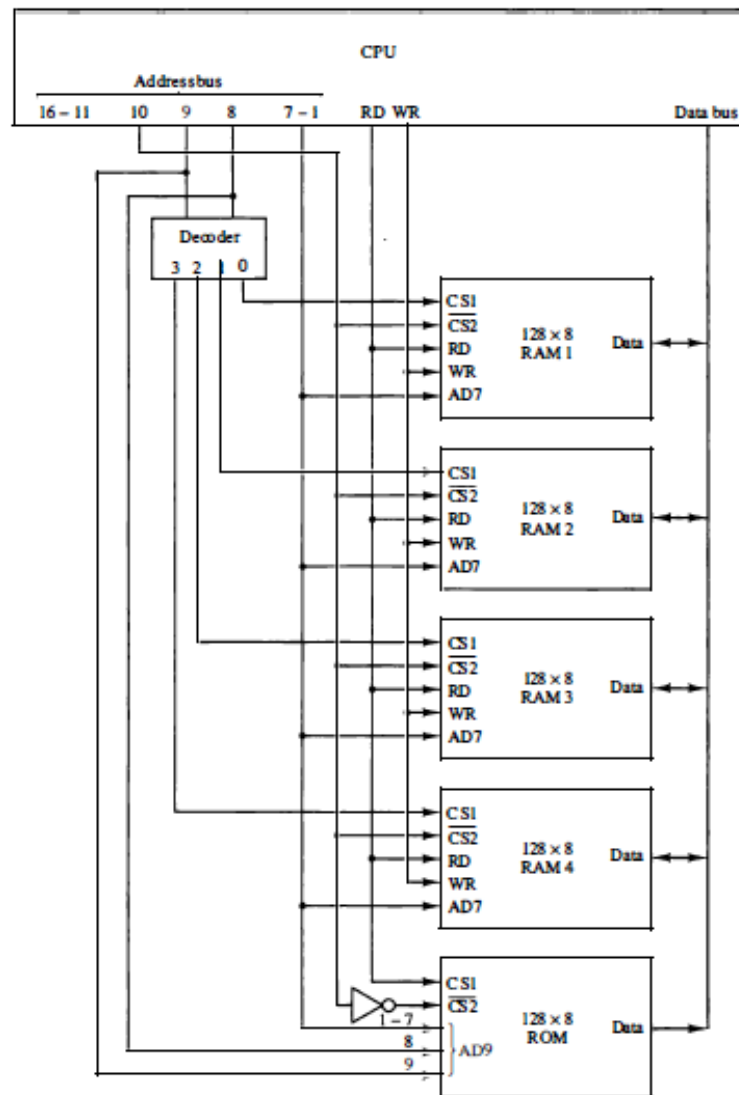 CPU
Addressbus
16 – 11 10 9 8 7 – 1 RD WR Data bus
Decoder
3 2 1 0
CS1
CS2
RD
WR
AD7
128 × 8
RAM 1
Data
CS1
CS2
RD
WR
AD7
128 × 8
RAM 2
Data
CS1
CS2
RD
WR
AD7
128 × 8
RAM 3
Data
CS1
CS2
RD
WR
AD7
128 × 8
RAM 4
Data
CS1
CS2
1 – 7
8
9
AD9
128 × 8
ROM
Data